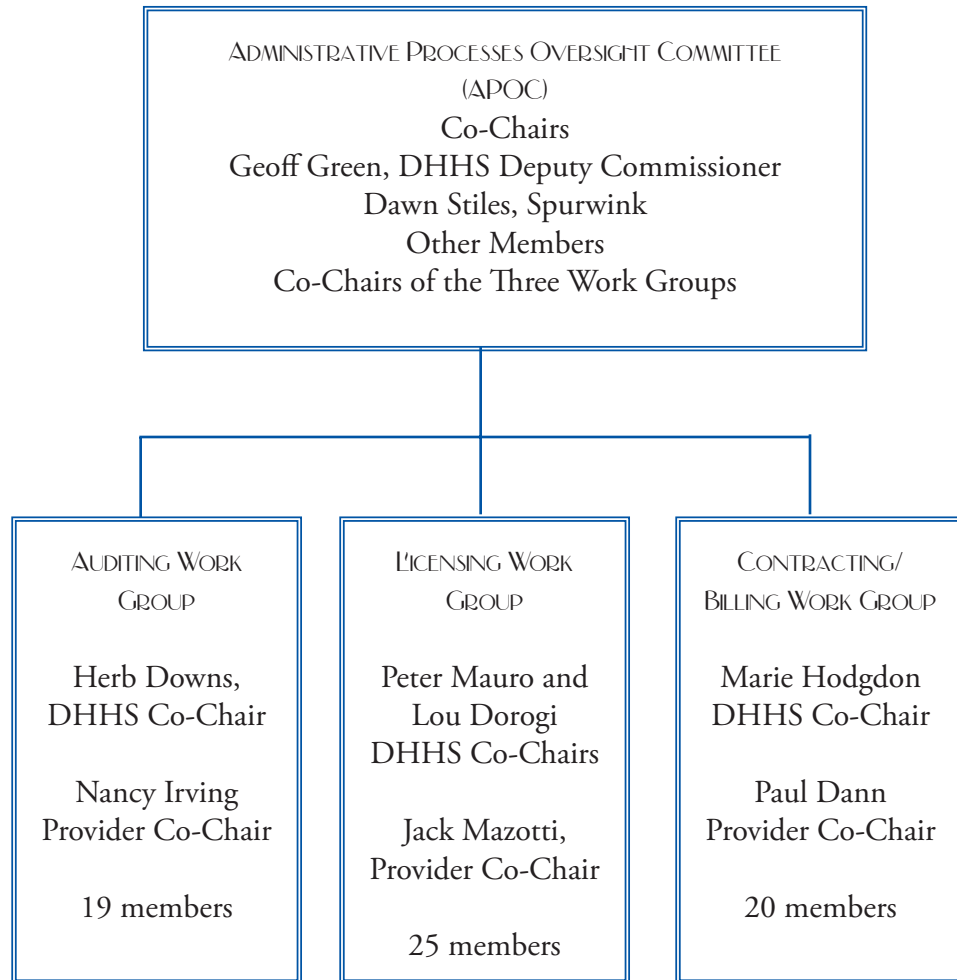 ADMINISTRATIVE PROCESSES OVERSIGHT COMMITTEE
(APOC)
Co-Chairs
Geoff Green, DHHS Deputy Commissioner
Dawn Stiles, Spurwink
Other Members
Co-Chairs of the Three Work Groups
AUDITING WORK
GROUP
Herb Downs,
DHHS Co-Chair
Nancy Irving
Provider Co-Chair
19 members
LICENSING WORK
GROUP
Peter Mauro and
Lou Dorogi
DHHS Co-Chairs
Jack Mazotti,
Provider Co-Chair
25 members
CONTRACTING/
BILLING WORK GROUP
Marie Hodgdon
DHHS Co-Chair
Paul Dann
Provider Co-Chair
20 members